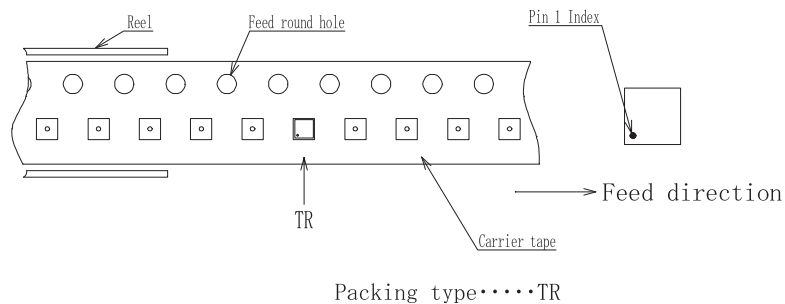 Reel
Feed round hole
Pin 1 Index
TR
Feed direction
Carrier tape
Packing type·····TR